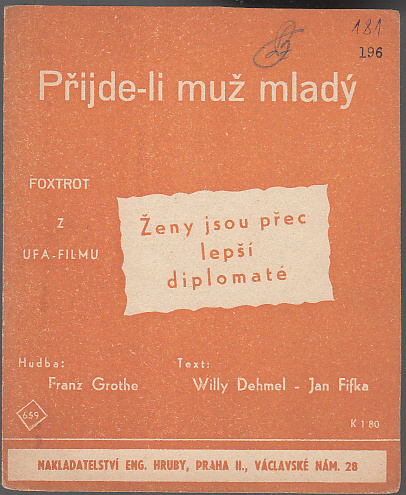 181
196
Přijde-li muž mladý
FOXTROT
Z
UFA-FILMU
Ženy jsou přec
lepší
diplomaté
Hudba:
Franz Grothe
Text:
Willy Dehmel - Jan Fifka
659
K 1·80
NAKLADATELSTVÍ ENG. HRUBY, PRAHA II., VÁCLAVSKÉ NÁM. 28